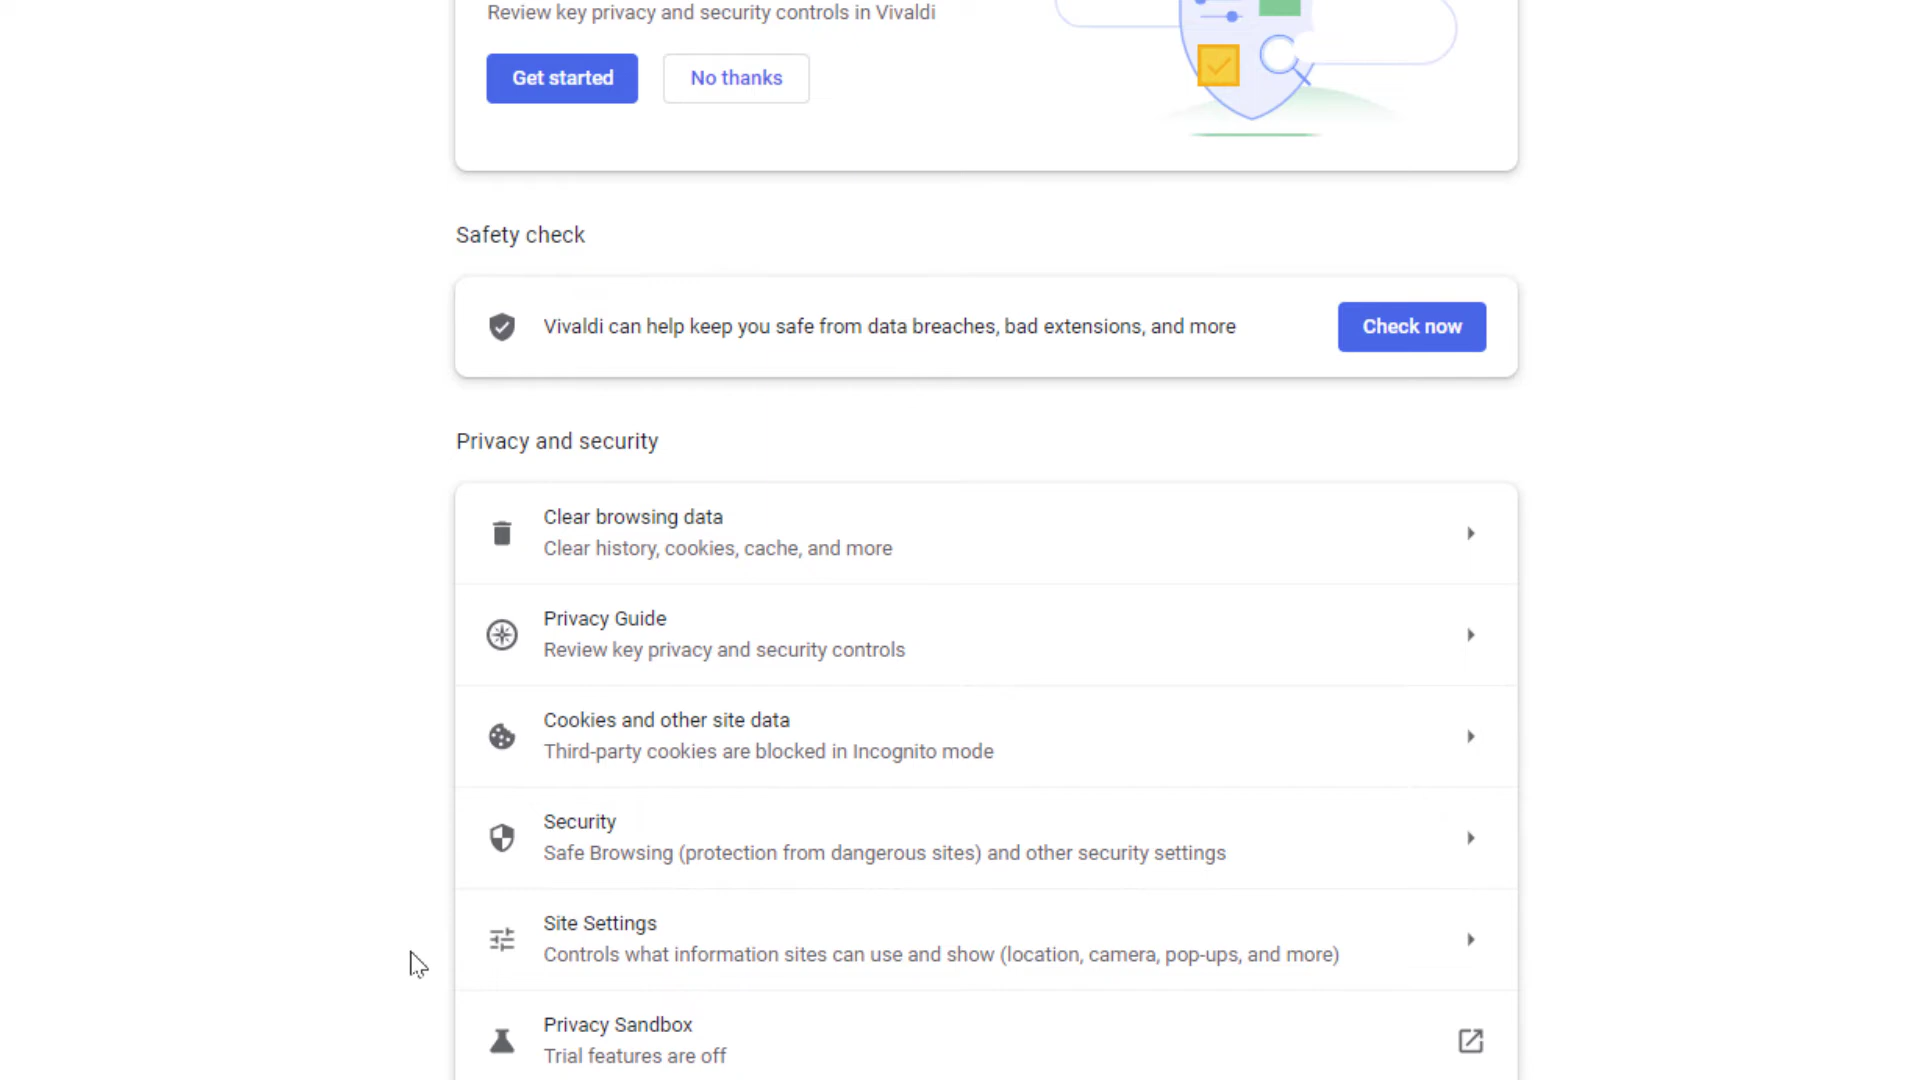 Review key privacy and security controls in Vivaldi
Get started
No thanks
Safety check
Vivaldi can help keep you safe from data breaches, bad extensions, and more
Check now
Privacy and security
Clear browsing data
Clear history, cookies, cache, and more
Privacy Guide
Review key privacy and security controls
Cookies and other site data
Third-party cookies are blocked in Incognito mode
Security
Safe Browsing (protection from dangerous sites) and other security settings
Site Settings
Controls what information sites can use and show (location, camera, pop-ups, and more)
Privacy Sandbox
Trial features are off